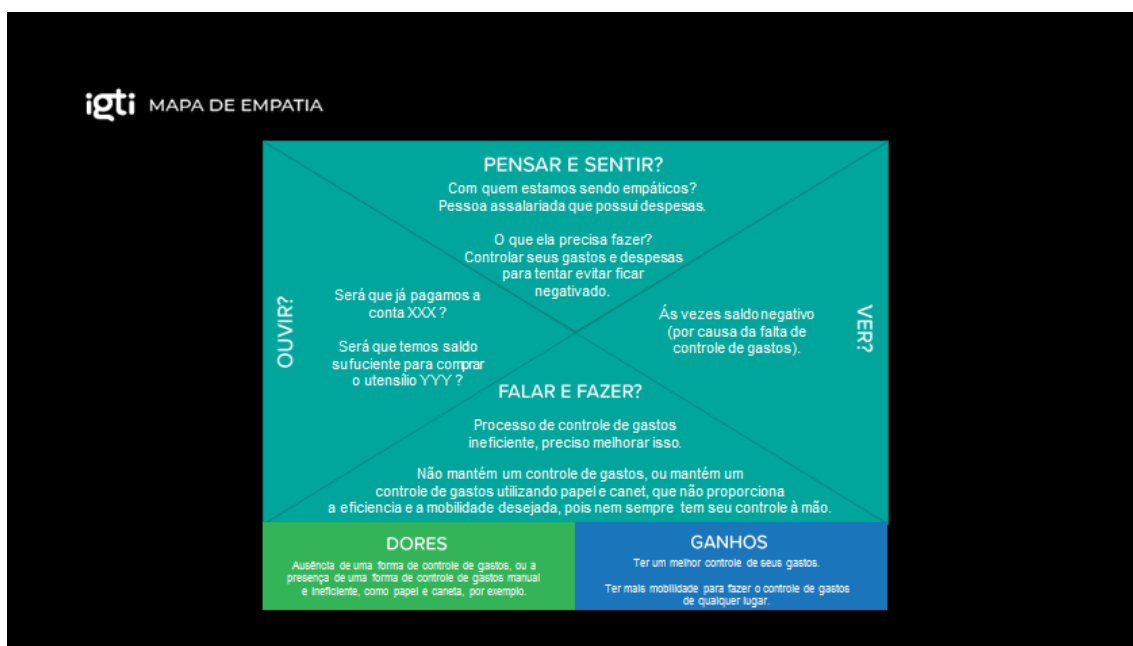 igti MAPA DE EMPATIA
PENSAR E SENTIR?
Com quem estamos sendo empáticos?
Pessoa assalariada que possui despesas.
O que ela precisa fazer?
Controlar seus gastos e despesas
para tentar evitar ficar
negativado.
OUVIR?
Será que já pagamos a
conta XXX ?
Será que temos saldo
sufuciente para comprar
o utensílio YYY ?
VER?
Ás vezes saldo negativo
(por causa da falta de
controle de gastos).
FALAR E FAZER?
Processo de controle de gastos
ineficiente, preciso melhorar isso.
Não mantém um controle de gastos, ou mantém um
controle de gastos utilizando papel e canet, que não proporciona
a eficiencia e a mobilidade desejada, pois nem sempre tem seu controle à mão.
DORES
Ausência de uma forma de controle de gastos, ou a
presença de uma forma de controle de gastos manual
e ineficiente, como papel e caneta, por exemplo.
GANHOS
Ter um melhor controle de seus gastos.
Ter mais mobilidade para fazer o controle de gastos
de qualquer lugar.